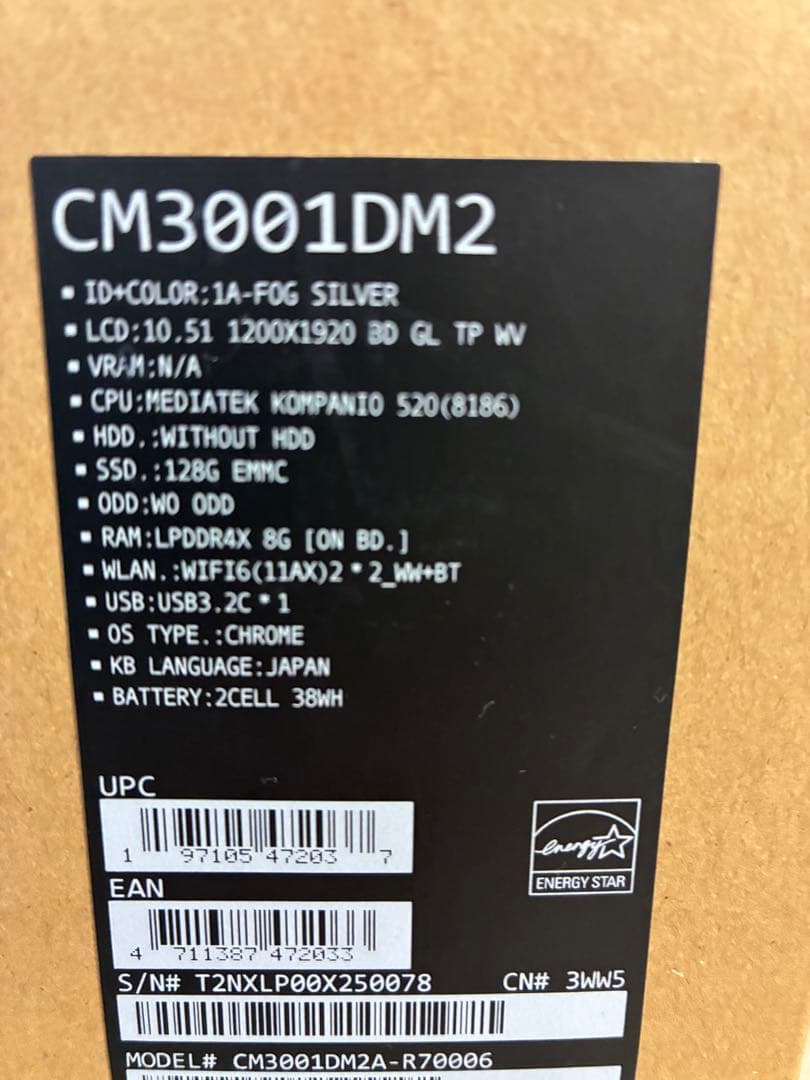 CM3001DM2
▪ ID+COLOR:1A-FOG SILVER
▪ LCD:10.51 1200X1920 BD GL TP WV
▪ VRAM:N/A
▪ CPU:MEDIATEK KOMPANIO 520(8186)
▪ HDD.:WITHOUT HDD
▪ SSD.:128G EMMC
▪ ODD:WO ODD
▪ RAM:LPDDR4X 8G [ON BD.]
▪ WLAN.:WIFI6(11AX)2*2_WW+BT
▪ USB:USB3.2C*1
▪ OS TYPE.:CHROME
▪ KB LANGUAGE:JAPAN
▪ BATTERY:2CELL 38WH
UPC
1 97105 47203 7
energy
ENERGY STAR
EAN
4 711387 472033
S/N# T2NXLP00X250078 CN# 3WW5
MODEL# CM3001DM2A-R70006